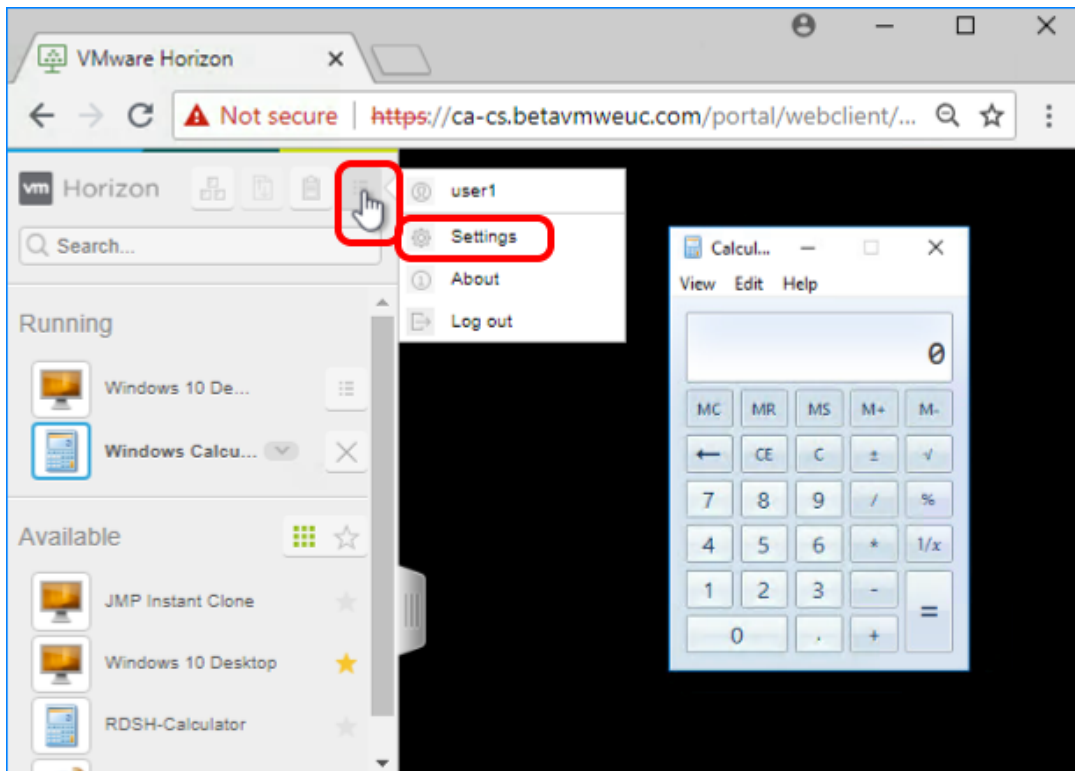 VMware Horizon
Not secure | https://ca-cs.betavmweuc.com/portal/webclient/...
vm Horizon
user1
Search...
Settings
About
Log out
Running
Windows 10 De...
Windows Calcu...
Available
JMP Instant Clone
Windows 10 Desktop
RDSH-Calculator
Calcul...
View Edit Help
0
MC MR MS M+ M-
← CE C ± √
7 8 9 / %
4 5 6 * 1/x
1 2 3 - =
0 . +